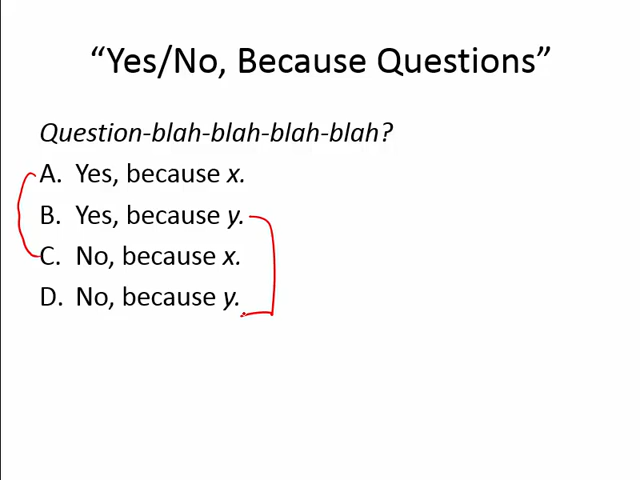 “Yes/No, Because Questions”
Question-blah-blah-blah-blah?
A. Yes, because x.
B. Yes, because y.
C. No, because x.
D. No, because y.